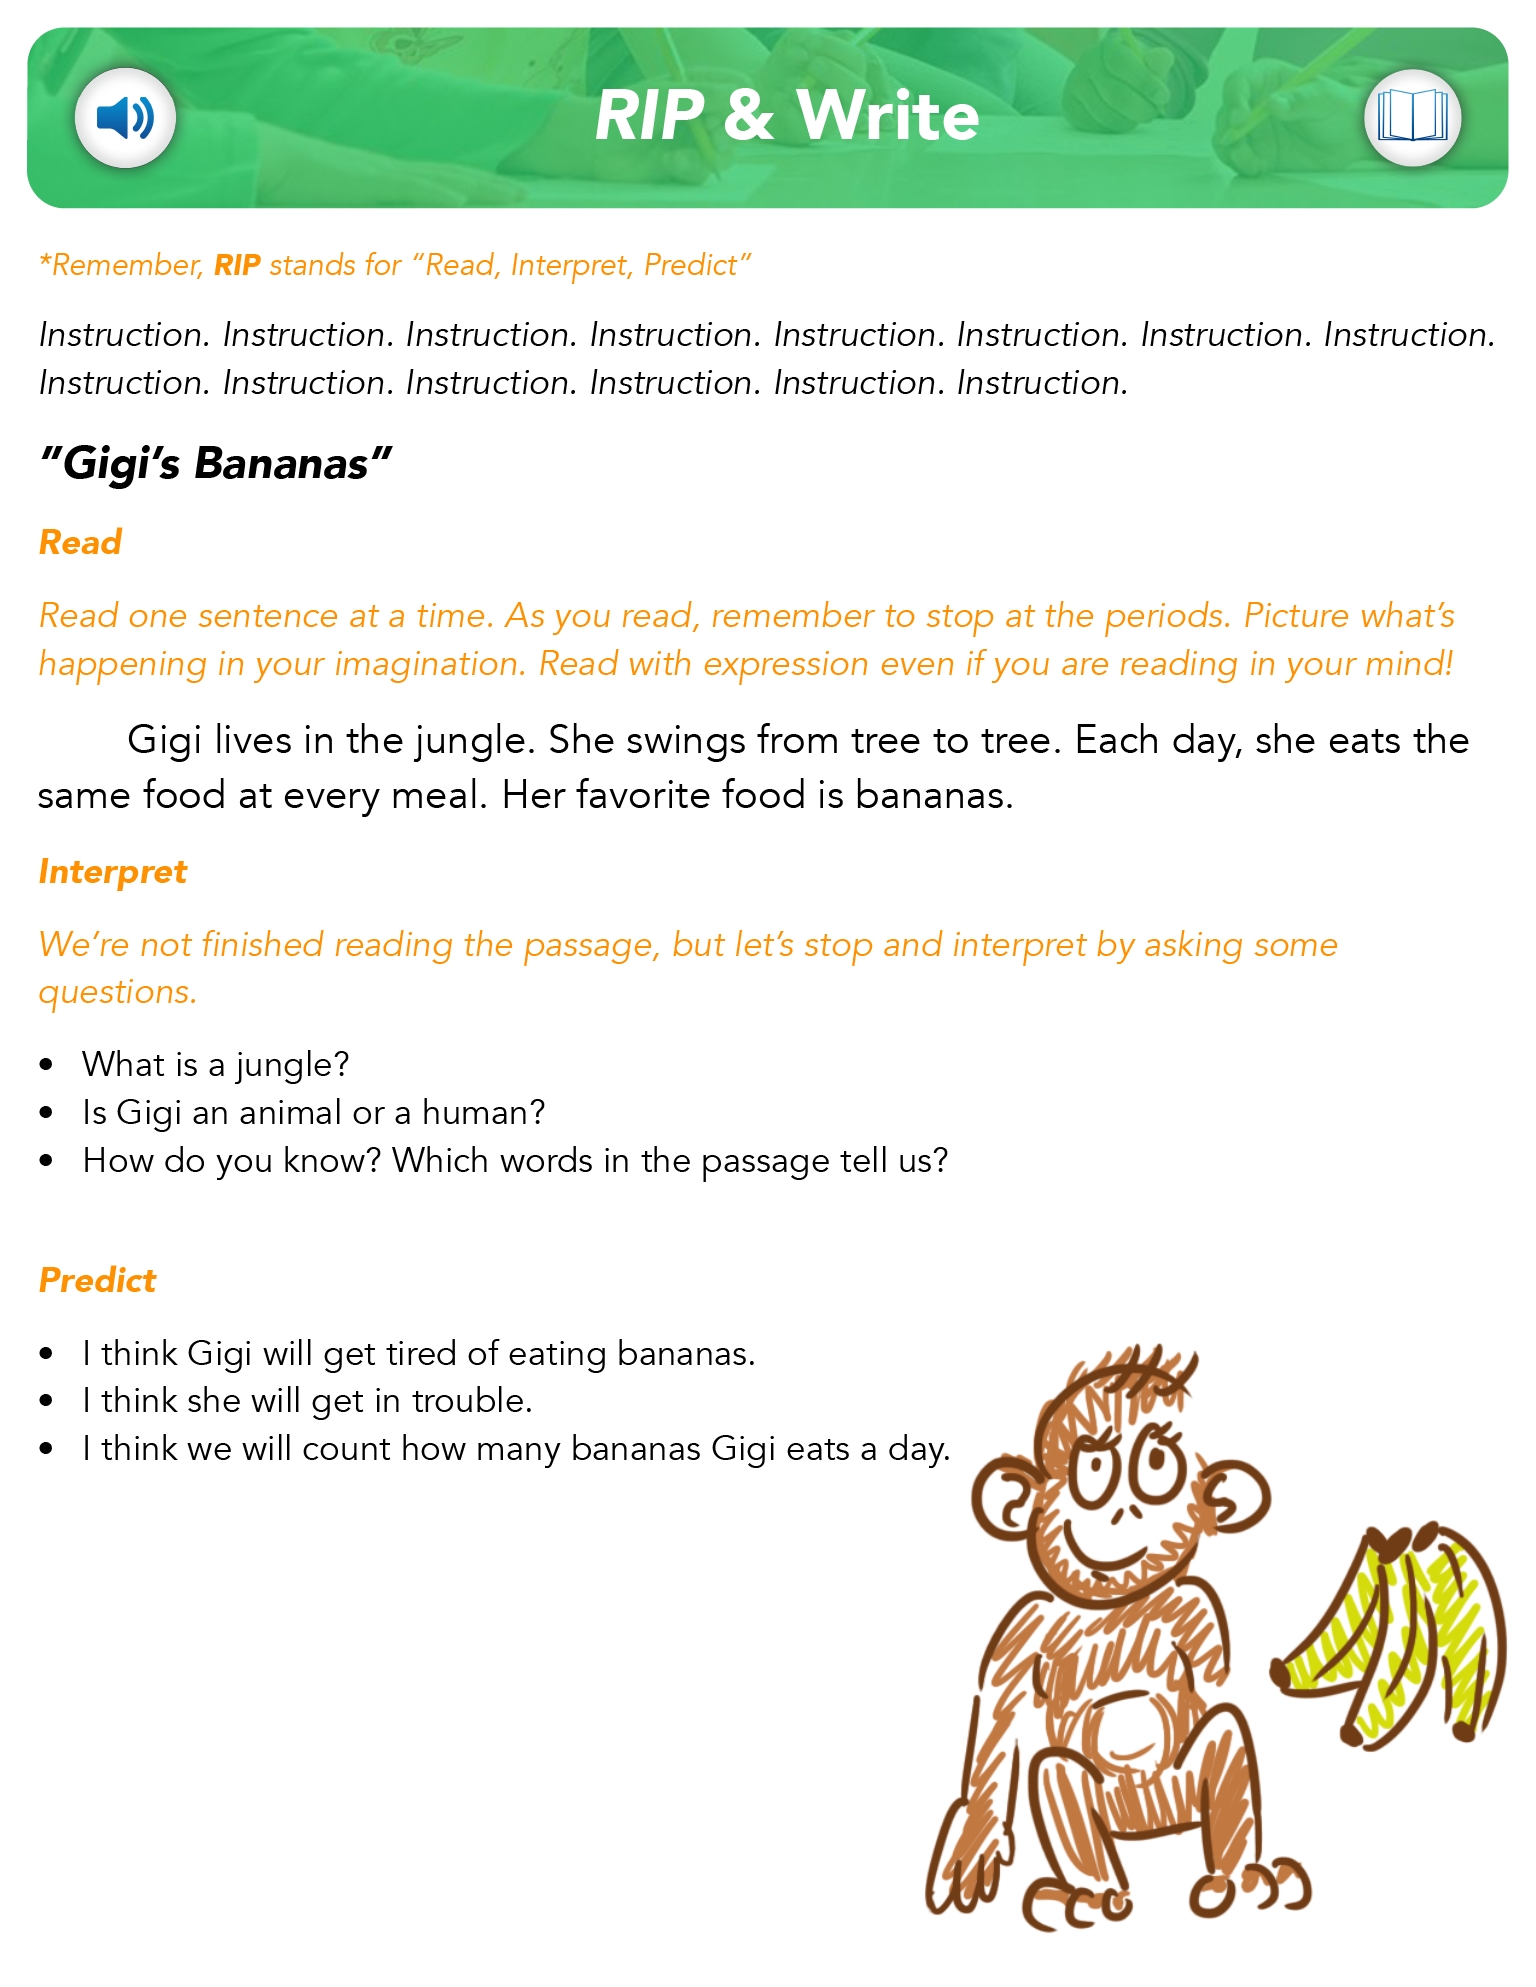 RIP & Write
*Remember, RIP stands for “Read, Interpret, Predict”
Instruction. Instruction. Instruction. Instruction. Instruction. Instruction. Instruction. Instruction.
Instruction. Instruction. Instruction. Instruction. Instruction. Instruction.
”Gigi’s Bananas”
Read
Read one sentence at a time. As you read, remember to stop at the periods. Picture what’s
happening in your imagination. Read with expression even if you are reading in your mind!
Gigi lives in the jungle. She swings from tree to tree. Each day, she eats the
same food at every meal. Her favorite food is bananas.
Interpret
We’re not finished reading the passage, but let’s stop and interpret by asking some
questions.
• What is a jungle?
• Is Gigi an animal or a human?
• How do you know? Which words in the passage tell us?
Predict
• I think Gigi will get tired of eating bananas.
• I think she will get in trouble.
• I think we will count how many bananas Gigi eats a day.